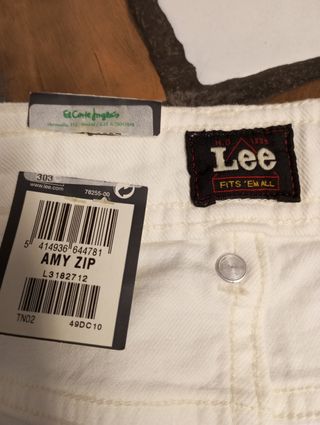 El Corte Inglés
H.D.
LEE®
Lee
FITS 'EM ALL
303
www.lee.com
78255-00
5 414936 644781
AMY ZIP
L3182712
TN02
49DC10